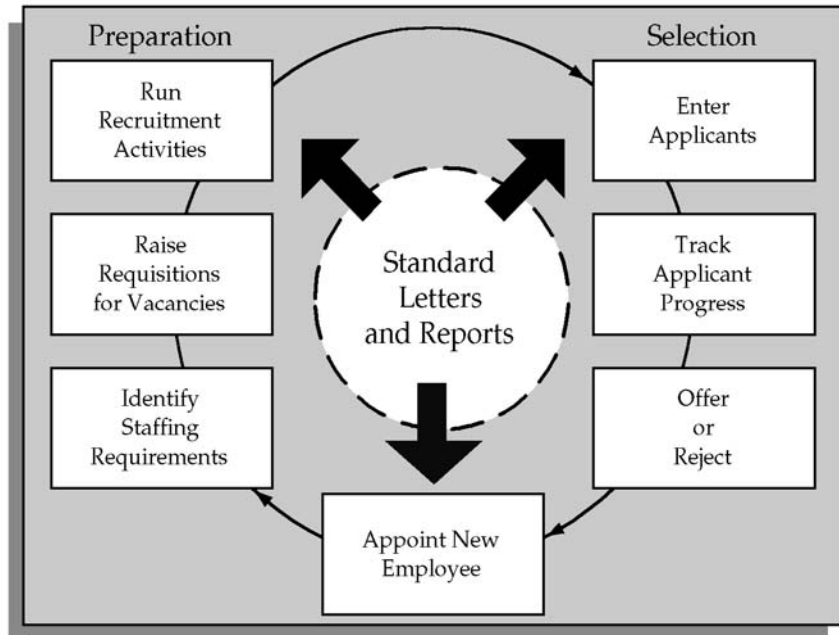 Preparation
Run
Recruitment
Activities
Raise
Requisitions
for Vacancies
Identify
Staffing
Requirements
Standard
Letters
and Reports
Selection
Enter
Applicants
Track
Applicant
Progress
Offer
or
Reject
Appoint New
Employee